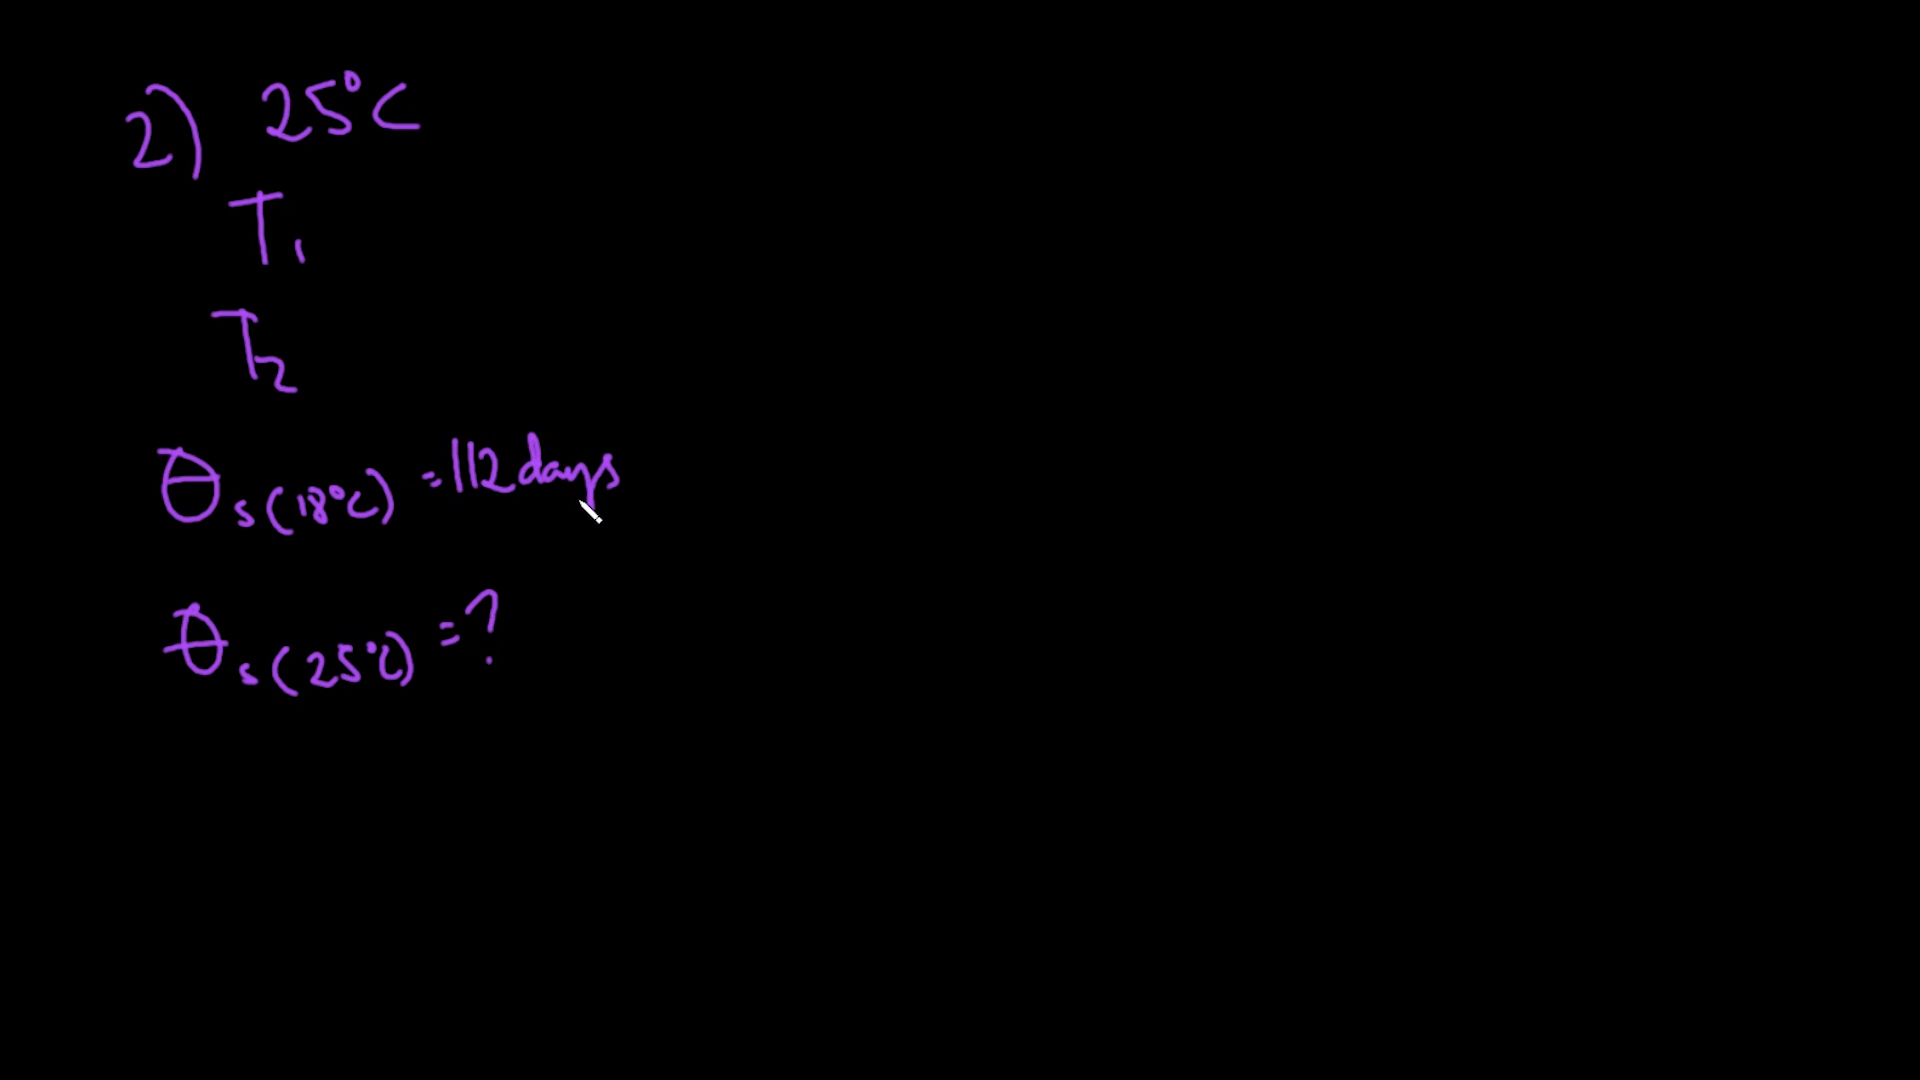 2) 25°C
T₁
T₂
θs(18°C) = 112 days
θs(25°C) = ?